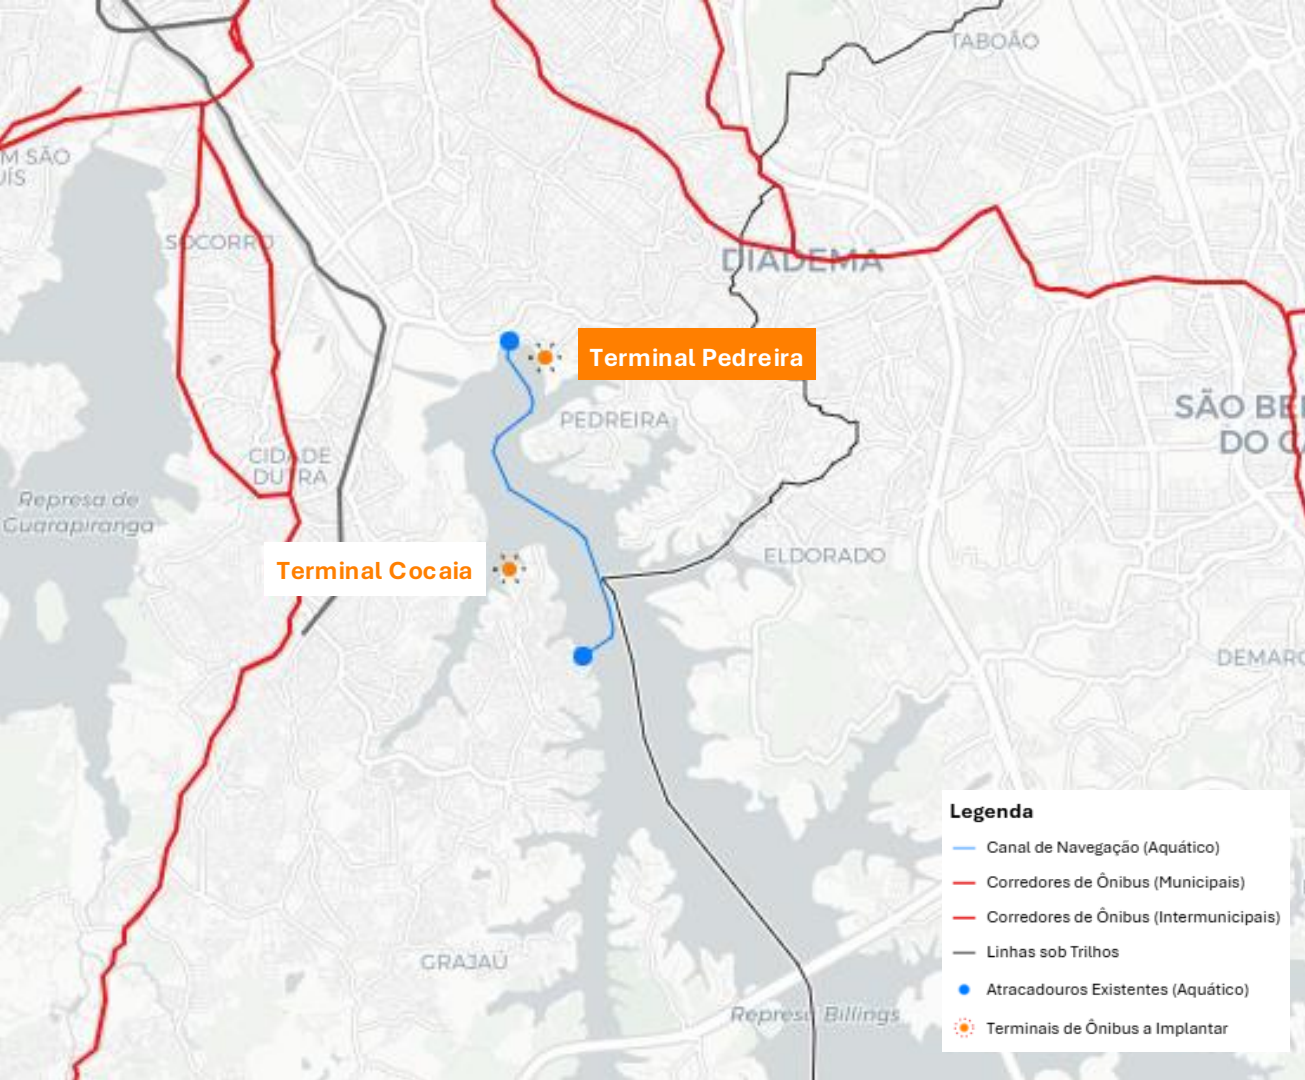 TABOÃO
M SÃO
UÍS
SOCORRO
DIADEMA
Terminal Pedreira
PEDREIRA
SÃO BE
DO CA
CIDADE
DUTRA
Represa de
Guarapiranga
ELDORADO
Terminal Cocaia
DEMARC
Legenda
Canal de Navegação (Aquático)
Corredores de Ônibus (Municipais)
Corredores de Ônibus (Intermunicipais)
Linhas sob Trilhos
Atracadouros Existentes (Aquático)
Terminais de Ônibus a Implantar
GRAJAÚ
Represa Billings